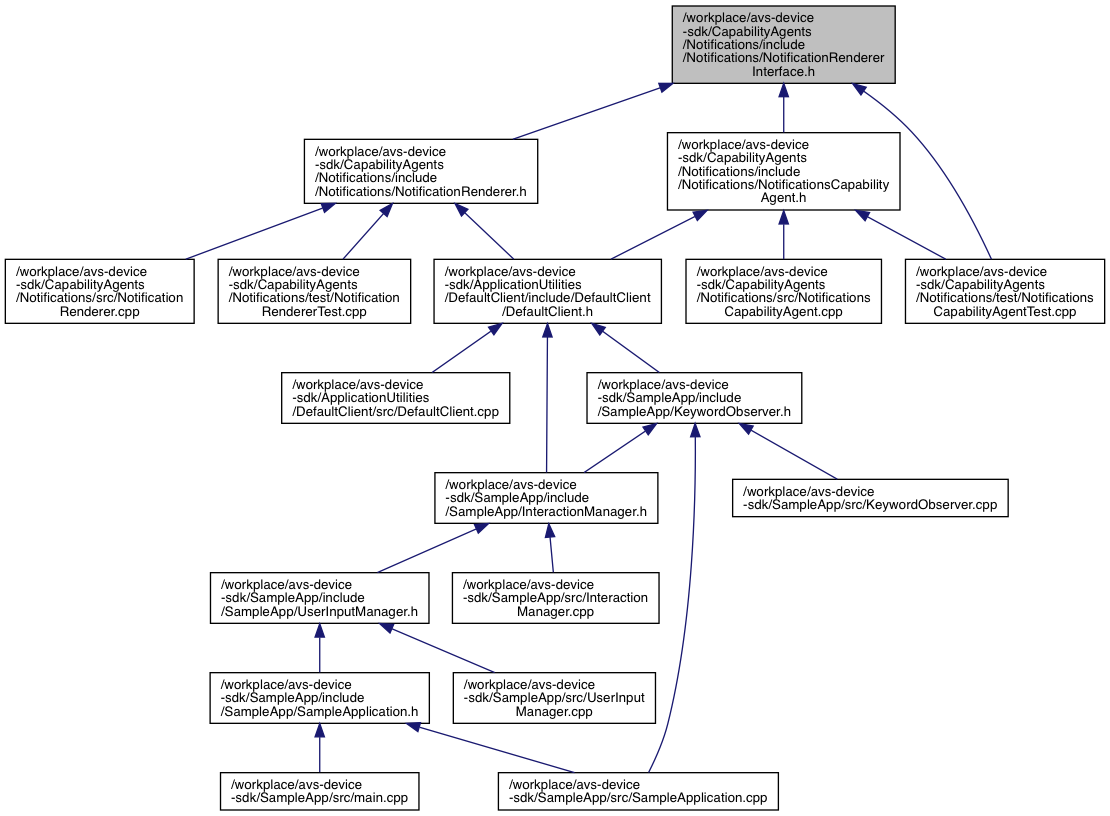 /workplace/avs-device
-sdk/CapabilityAgents
/Notifications/include
/Notifications/NotificationRenderer
Interface.h
/workplace/avs-device
-sdk/CapabilityAgents
/Notifications/include
/Notifications/NotificationRenderer.h
/workplace/avs-device
-sdk/CapabilityAgents
/Notifications/include
/Notifications/NotificationsCapability
Agent.h
/workplace/avs-device
-sdk/CapabilityAgents
/Notifications/src/Notification
Renderer.cpp
/workplace/avs-device
-sdk/CapabilityAgents
/Notifications/test/Notification
RendererTest.cpp
/workplace/avs-device
-sdk/ApplicationUtilities
/DefaultClient/include/DefaultClient
/DefaultClient.h
/workplace/avs-device
-sdk/CapabilityAgents
/Notifications/src/Notifications
CapabilityAgent.cpp
/workplace/avs-device
-sdk/CapabilityAgents
/Notifications/test/Notifications
CapabilityAgentTest.cpp
/workplace/avs-device
-sdk/ApplicationUtilities
/DefaultClient/src/DefaultClient.cpp
/workplace/avs-device
-sdk/SampleApp/include
/SampleApp/KeywordObserver.h
/workplace/avs-device
-sdk/SampleApp/include
/SampleApp/InteractionManager.h
/workplace/avs-device
-sdk/SampleApp/src/KeywordObserver.cpp
/workplace/avs-device
-sdk/SampleApp/include
/SampleApp/UserInputManager.h
/workplace/avs-device
-sdk/SampleApp/src/Interaction
Manager.cpp
/workplace/avs-device
-sdk/SampleApp/include
/SampleApp/SampleApplication.h
/workplace/avs-device
-sdk/SampleApp/src/UserInput
Manager.cpp
/workplace/avs-device
-sdk/SampleApp/src/main.cpp
/workplace/avs-device
-sdk/SampleApp/src/SampleApplication.cpp